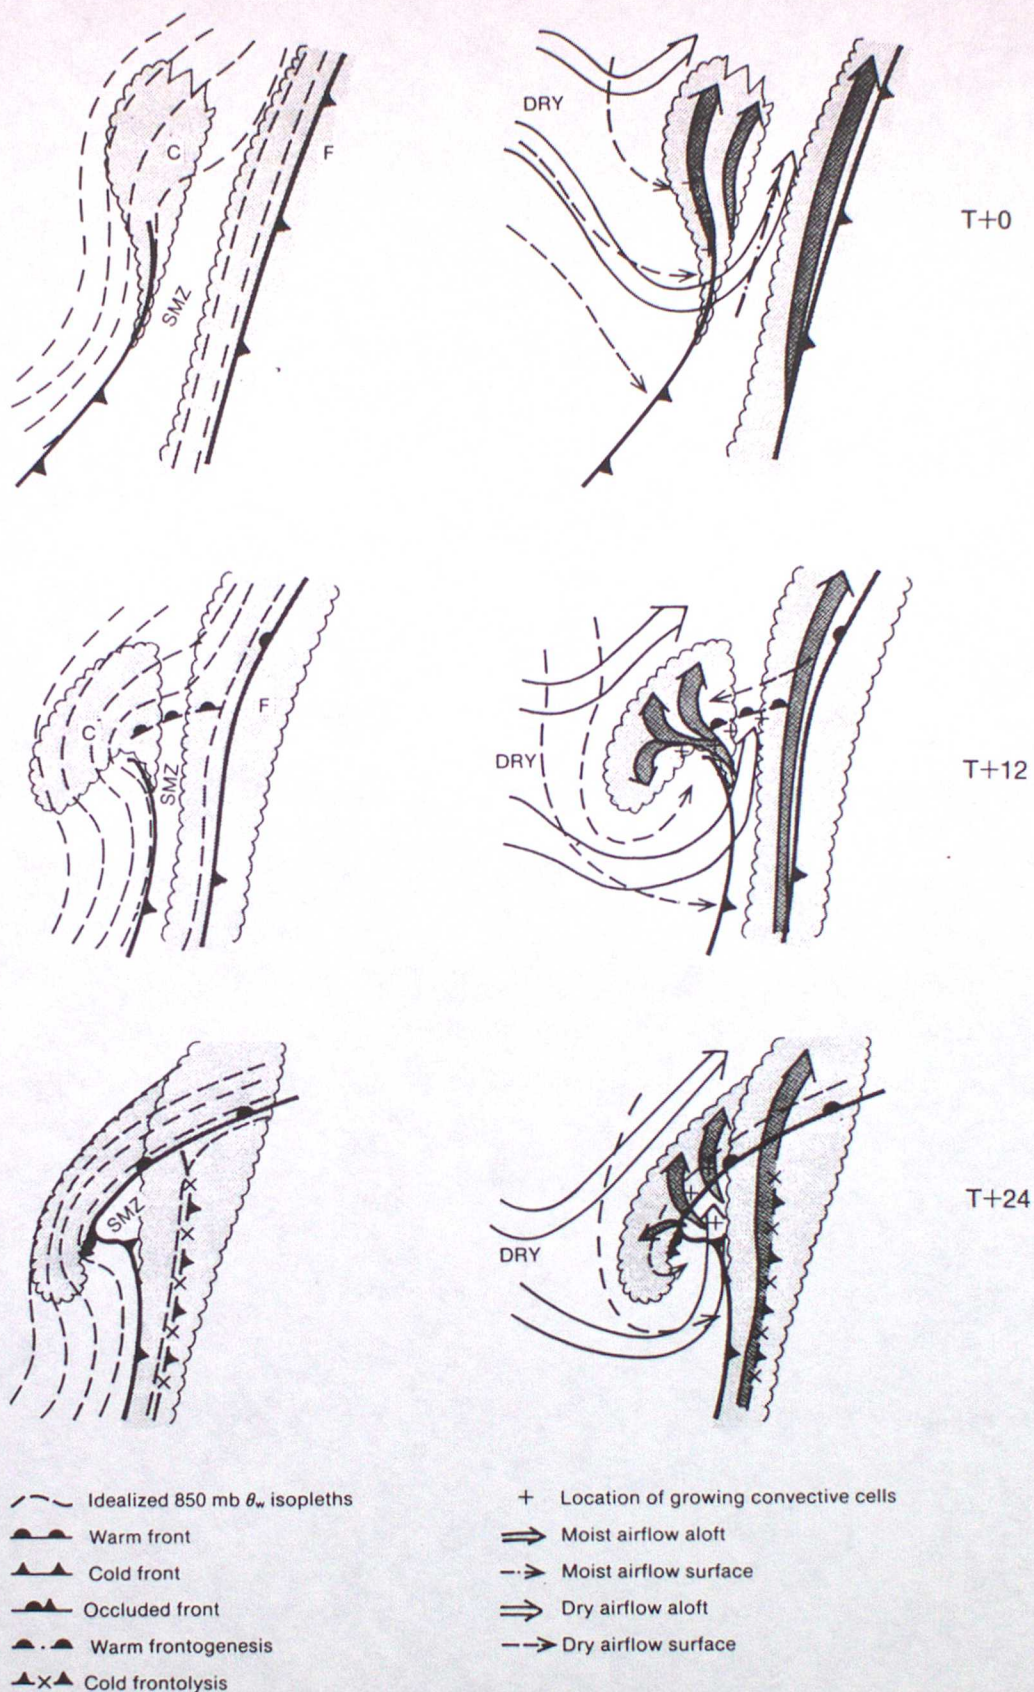 C
F
SMZ
DRY
T+0
C
F
SMZ
DRY
T+12
SMZ
DRY
T+24
Idealized 850 mb θw isopleths
Warm front
Cold front
Occluded front
Warm frontogenesis
Cold frontolysis
Location of growing convective cells
Moist airflow aloft
Moist airflow surface
Dry airflow aloft
Dry airflow surface